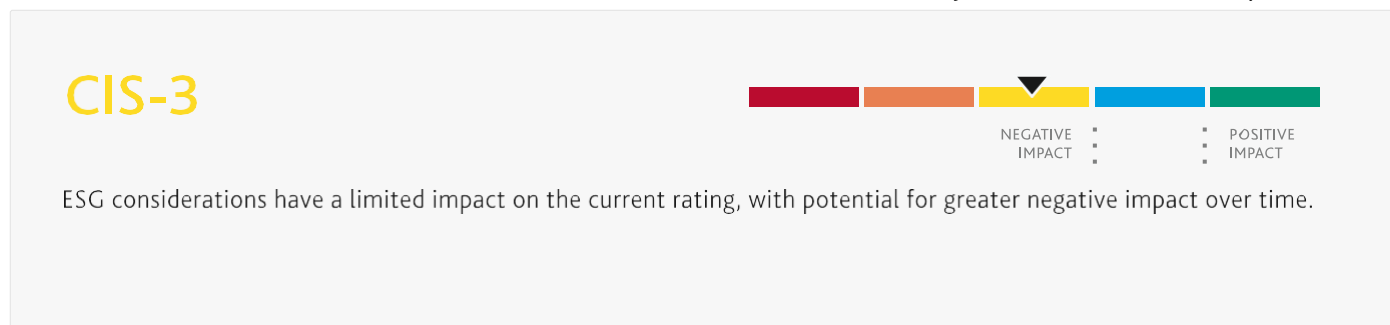 CIS-3
NEGATIVE
IMPACT
POSITIVE
IMPACT
ESG considerations have a limited impact on the current rating, with potential for greater negative impact over time.